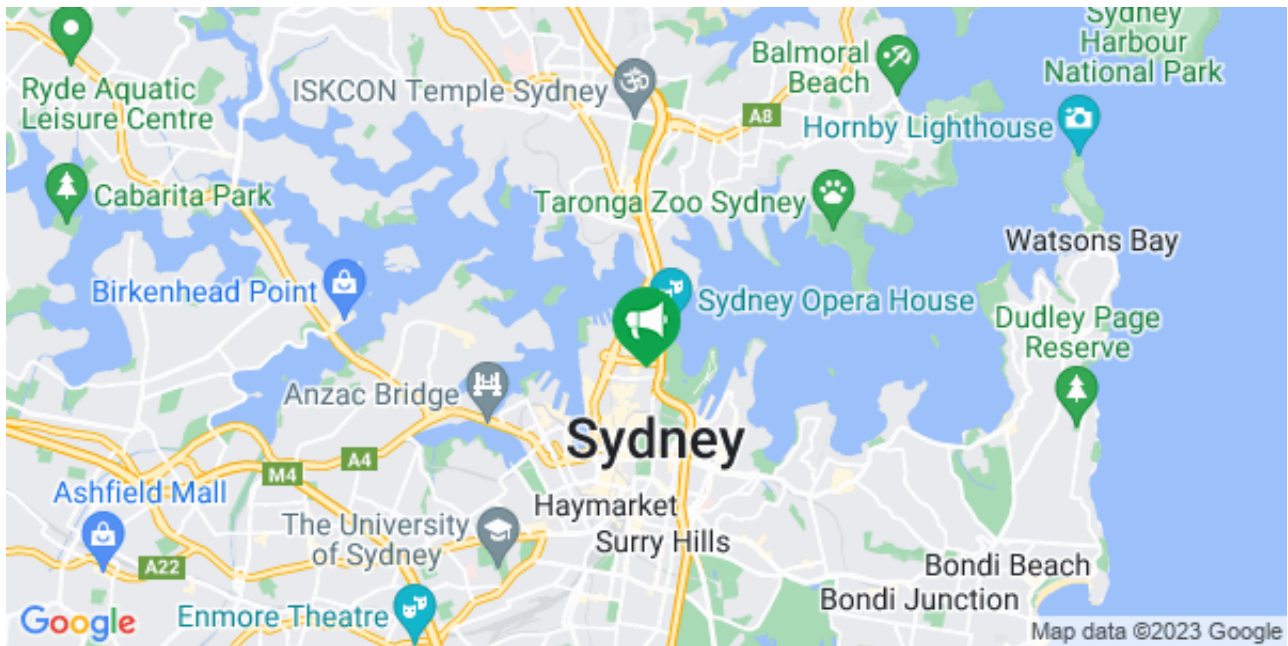 Sydney
Harbour
National Park
Balmoral
Beach
Ryde Aquatic
Leisure Centre
ISKCON Temple Sydney
A8
Hornby Lighthouse
Cabarita Park
Taronga Zoo Sydney
Watsons Bay
Birkenhead Point
Sydney Opera House
Dudley Page
Reserve
Anzac Bridge
Sydney
A4
M4
Ashfield Mall
Haymarket
The University
of Sydney
Surry Hills
A22
Bondi Beach
Bondi Junction
Enmore Theatre
Google
Map data ©2023 Google